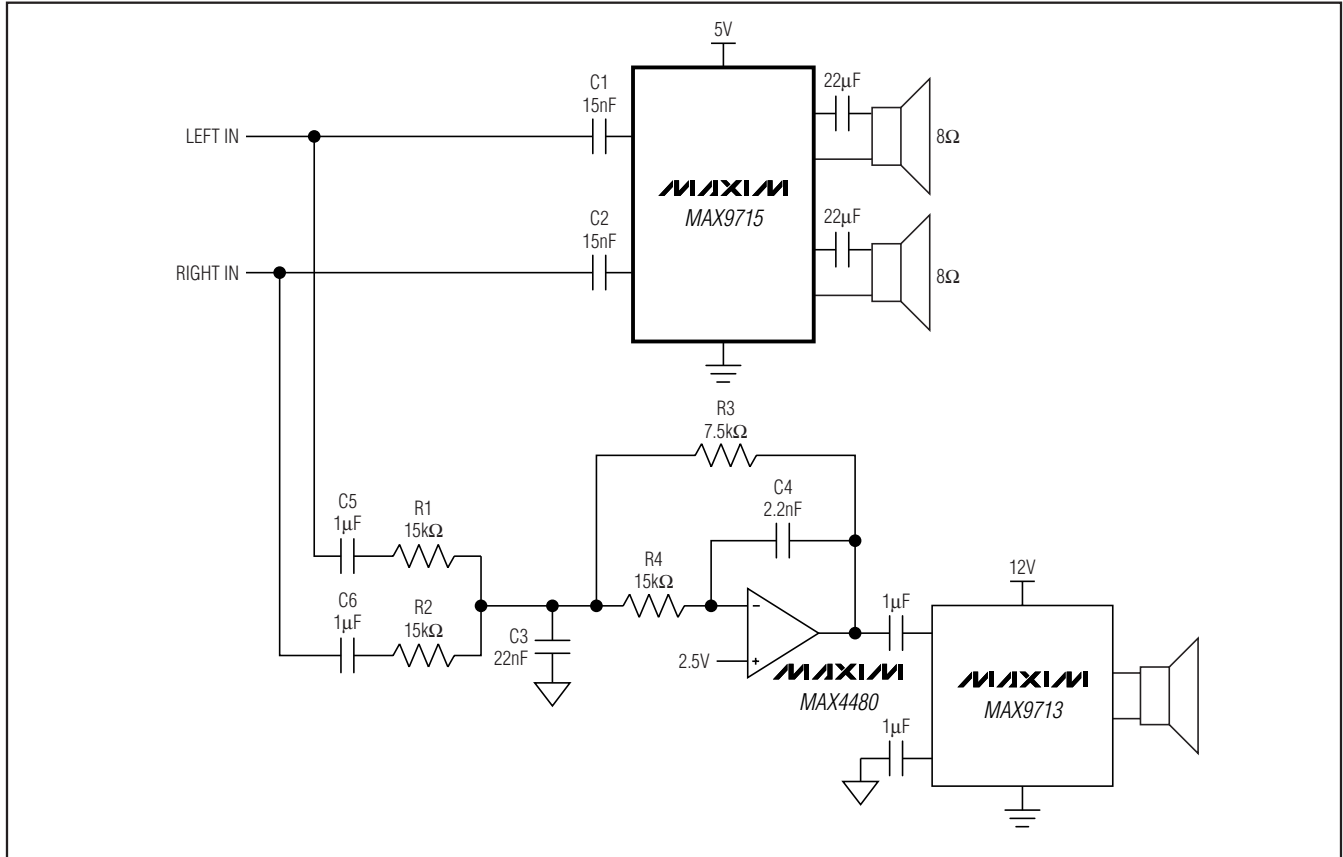 5V
C1
15nF
22µF
LEFT IN
8Ω
MAXIM
MAX9715
C2
15nF
22µF
RIGHT IN
8Ω
R3
7.5kΩ
C4
2.2nF
C5
1µF
R1
15kΩ
R4
15kΩ
12V
C6
1µF
R2
15kΩ
C3
22nF
1µF
-
+
2.5V
MAXIM
MAX4480
MAXIM
MAX9713
1µF